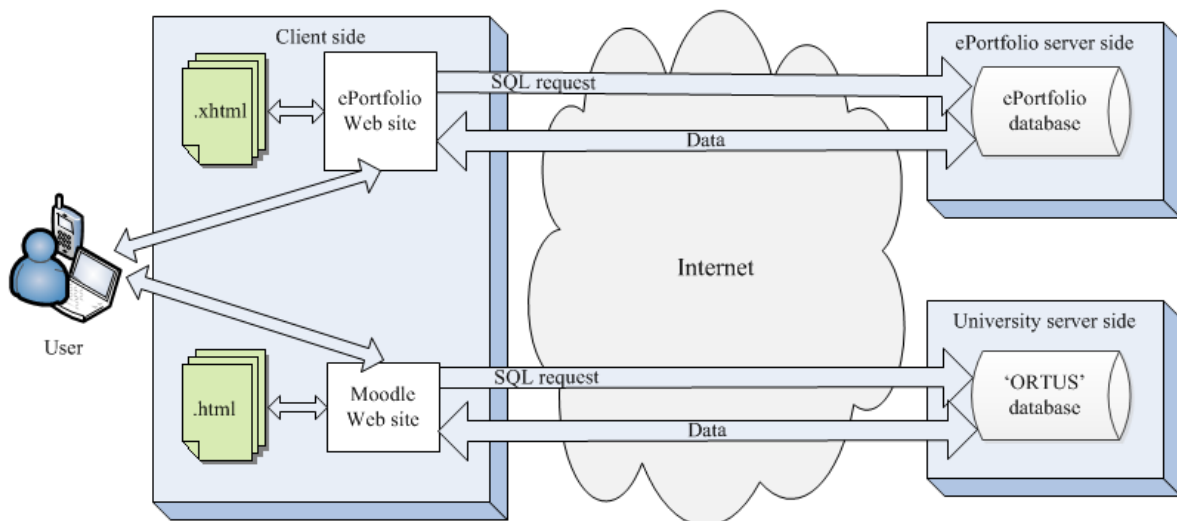 Client side
.xhtml
ePortfolio
Web site
SQL request
Data
ePortfolio server side
ePortfolio
database
User
Internet
.html
Moodle
Web site
SQL request
Data
University server side
‘ORTUS’
database